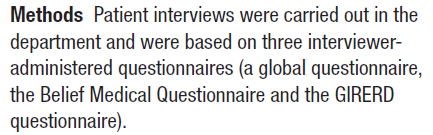 Methods  Patient interviews were carried out in the
department and were based on three interviewer-
administered questionnaires (a global questionnaire,
the Belief Medical Questionnaire and the GIRERD
questionnaire).